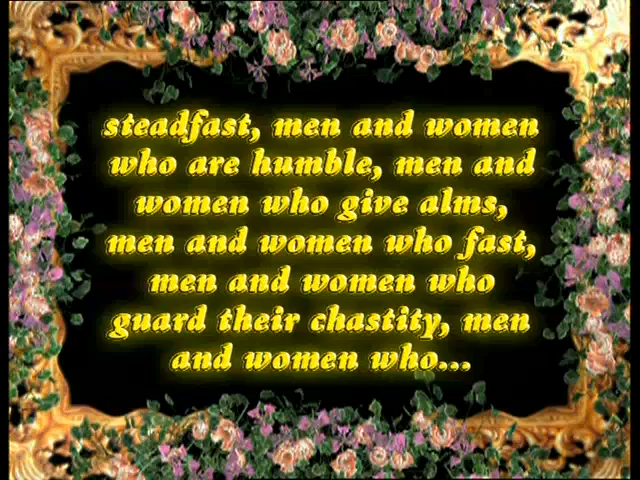 steadfast, men and women
who are humble, men and
women who give alms,
men and women who fast,
men and women who
guard their chastity, men
and women who...